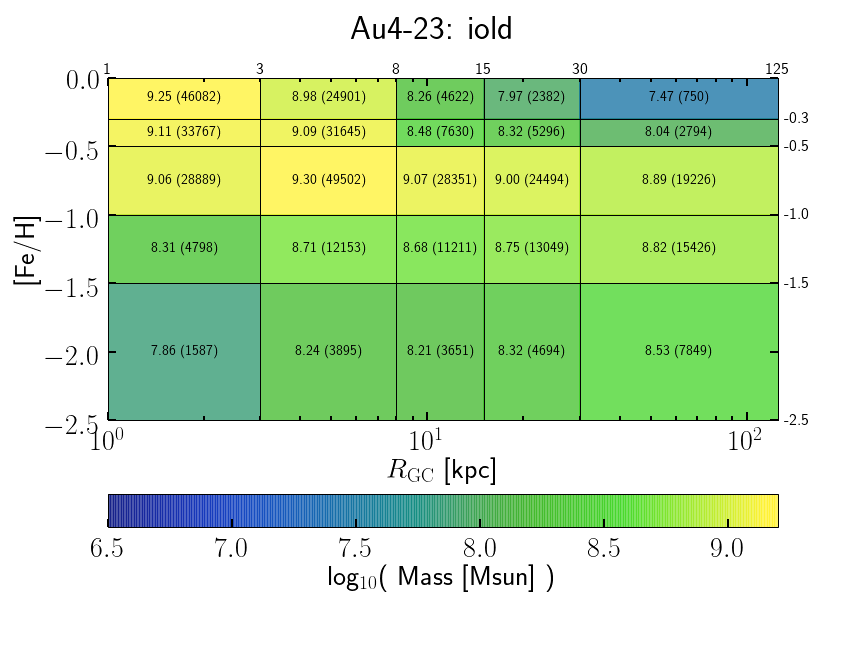 Au4-23: iold
1 3 8 15 30 125
0.0 9.25 (46082) 8.98 (24901) 8.26 (4622) 7.97 (2382) 7.47 (750)
-0.3
9.11 (33767) 9.09 (31645) 8.48 (7630) 8.32 (5296) 8.04 (2794)
−0.5 -0.5
9.06 (28889) 9.30 (49502) 9.07 (28351) 9.00 (24494) 8.89 (19226)
−1.0 -1.0
[Fe/H]
8.31 (4798) 8.71 (12153) 8.68 (11211) 8.75 (13049) 8.82 (15426)
−1.5 -1.5
−2.0 7.86 (1587) 8.24 (3895) 8.21 (3651) 8.32 (4694) 8.53 (7849)
−2.5 -2.5
10⁰ 10¹ 10²
R_GC [kpc]
6.5 7.0 7.5 8.0 8.5 9.0
log₁₀( Mass [Msun] )